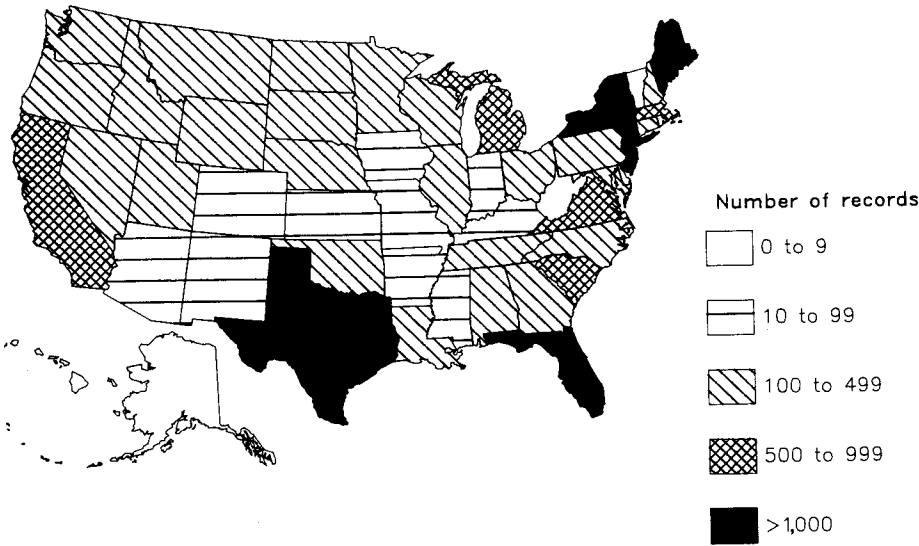 Number of records
0 to 9
10 to 99
100 to 499
500 to 999
>1,000